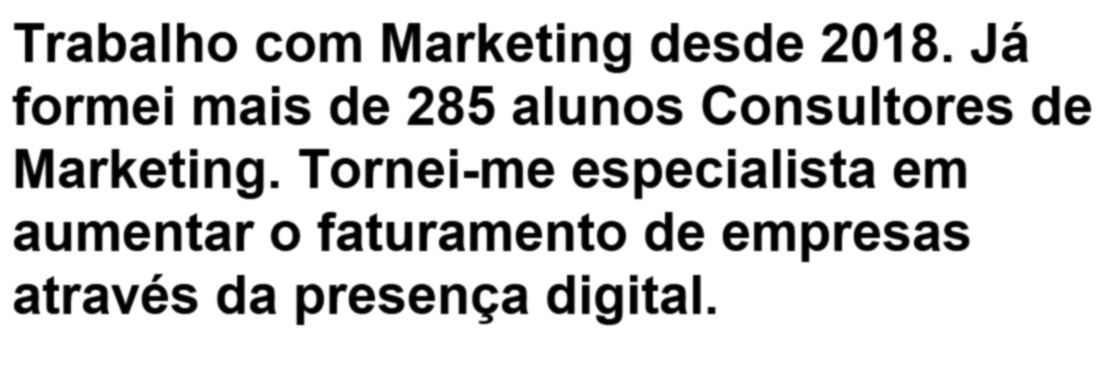 Trabalho com Marketing desde 2018. Já
formei mais de 285 alunos Consultores de
Marketing. Tornei-me especialista em
aumentar o faturamento de empresas
através da presença digital.